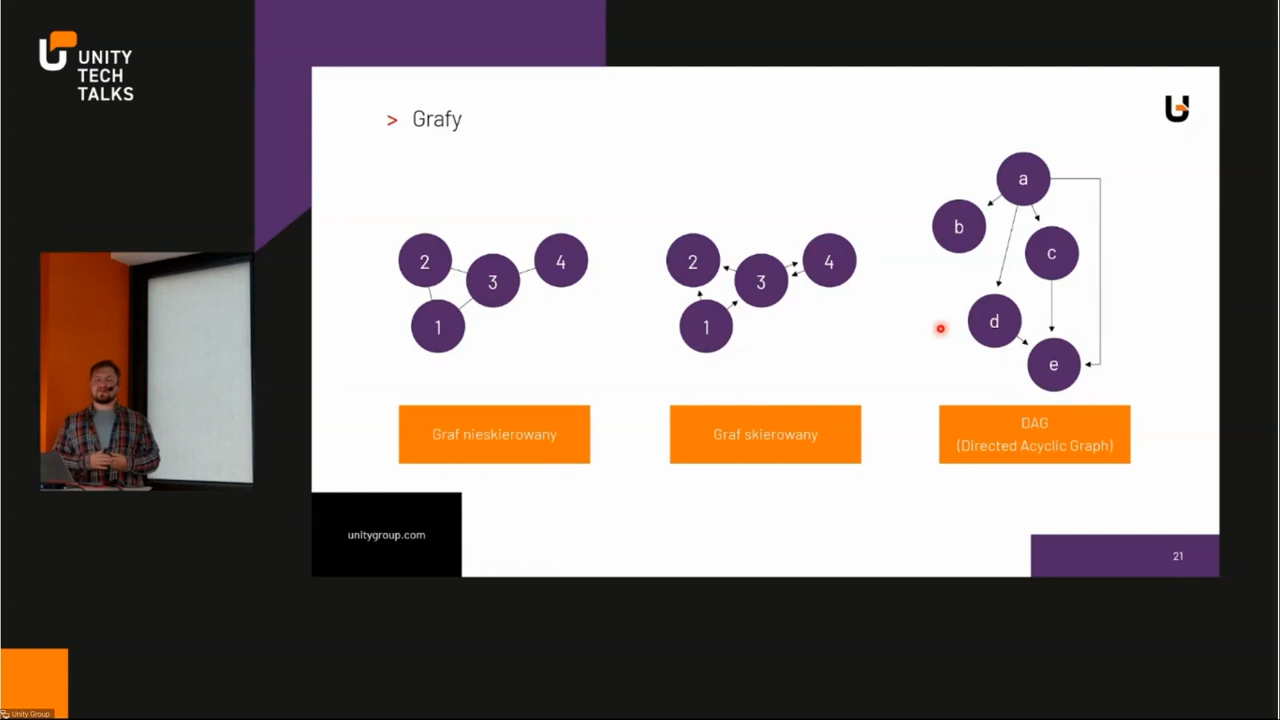 UNITY
TECH
TALKS
> Grafy
2
3
4
1
Graf nieskierowany
2
3
4
1
Graf skierowany
a
b
c
d
e
DAG
(Directed Acyclic Graph)
unitygroup.com
21
Unity Group